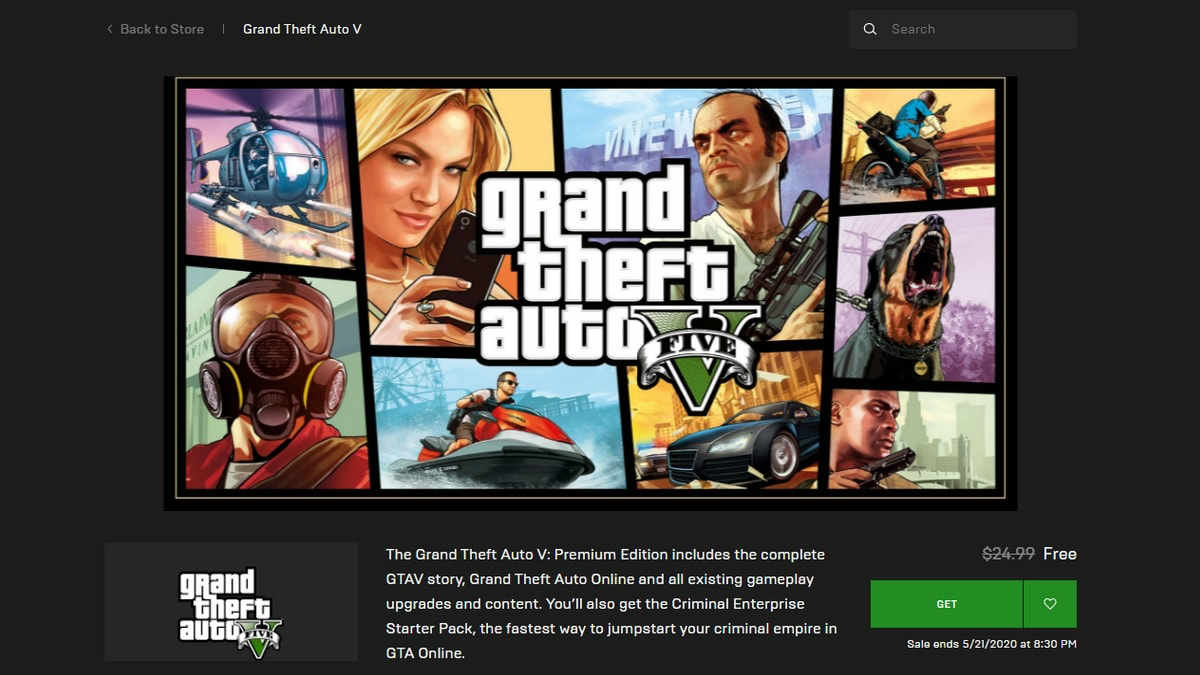 Back to Store
Grand Theft Auto V
Search
VINEW
grand
theft
auto
V
FIVE
grand
theft
auto
V
FIVE
The Grand Theft Auto V: Premium Edition includes the complete
GTAV story, Grand Theft Auto Online and all existing gameplay
upgrades and content. You’ll also get the Criminal Enterprise
Starter Pack, the fastest way to jumpstart your criminal empire in
GTA Online.
$24.99 Free
GET
Sale ends 5/21/2020 at 8:30 PM